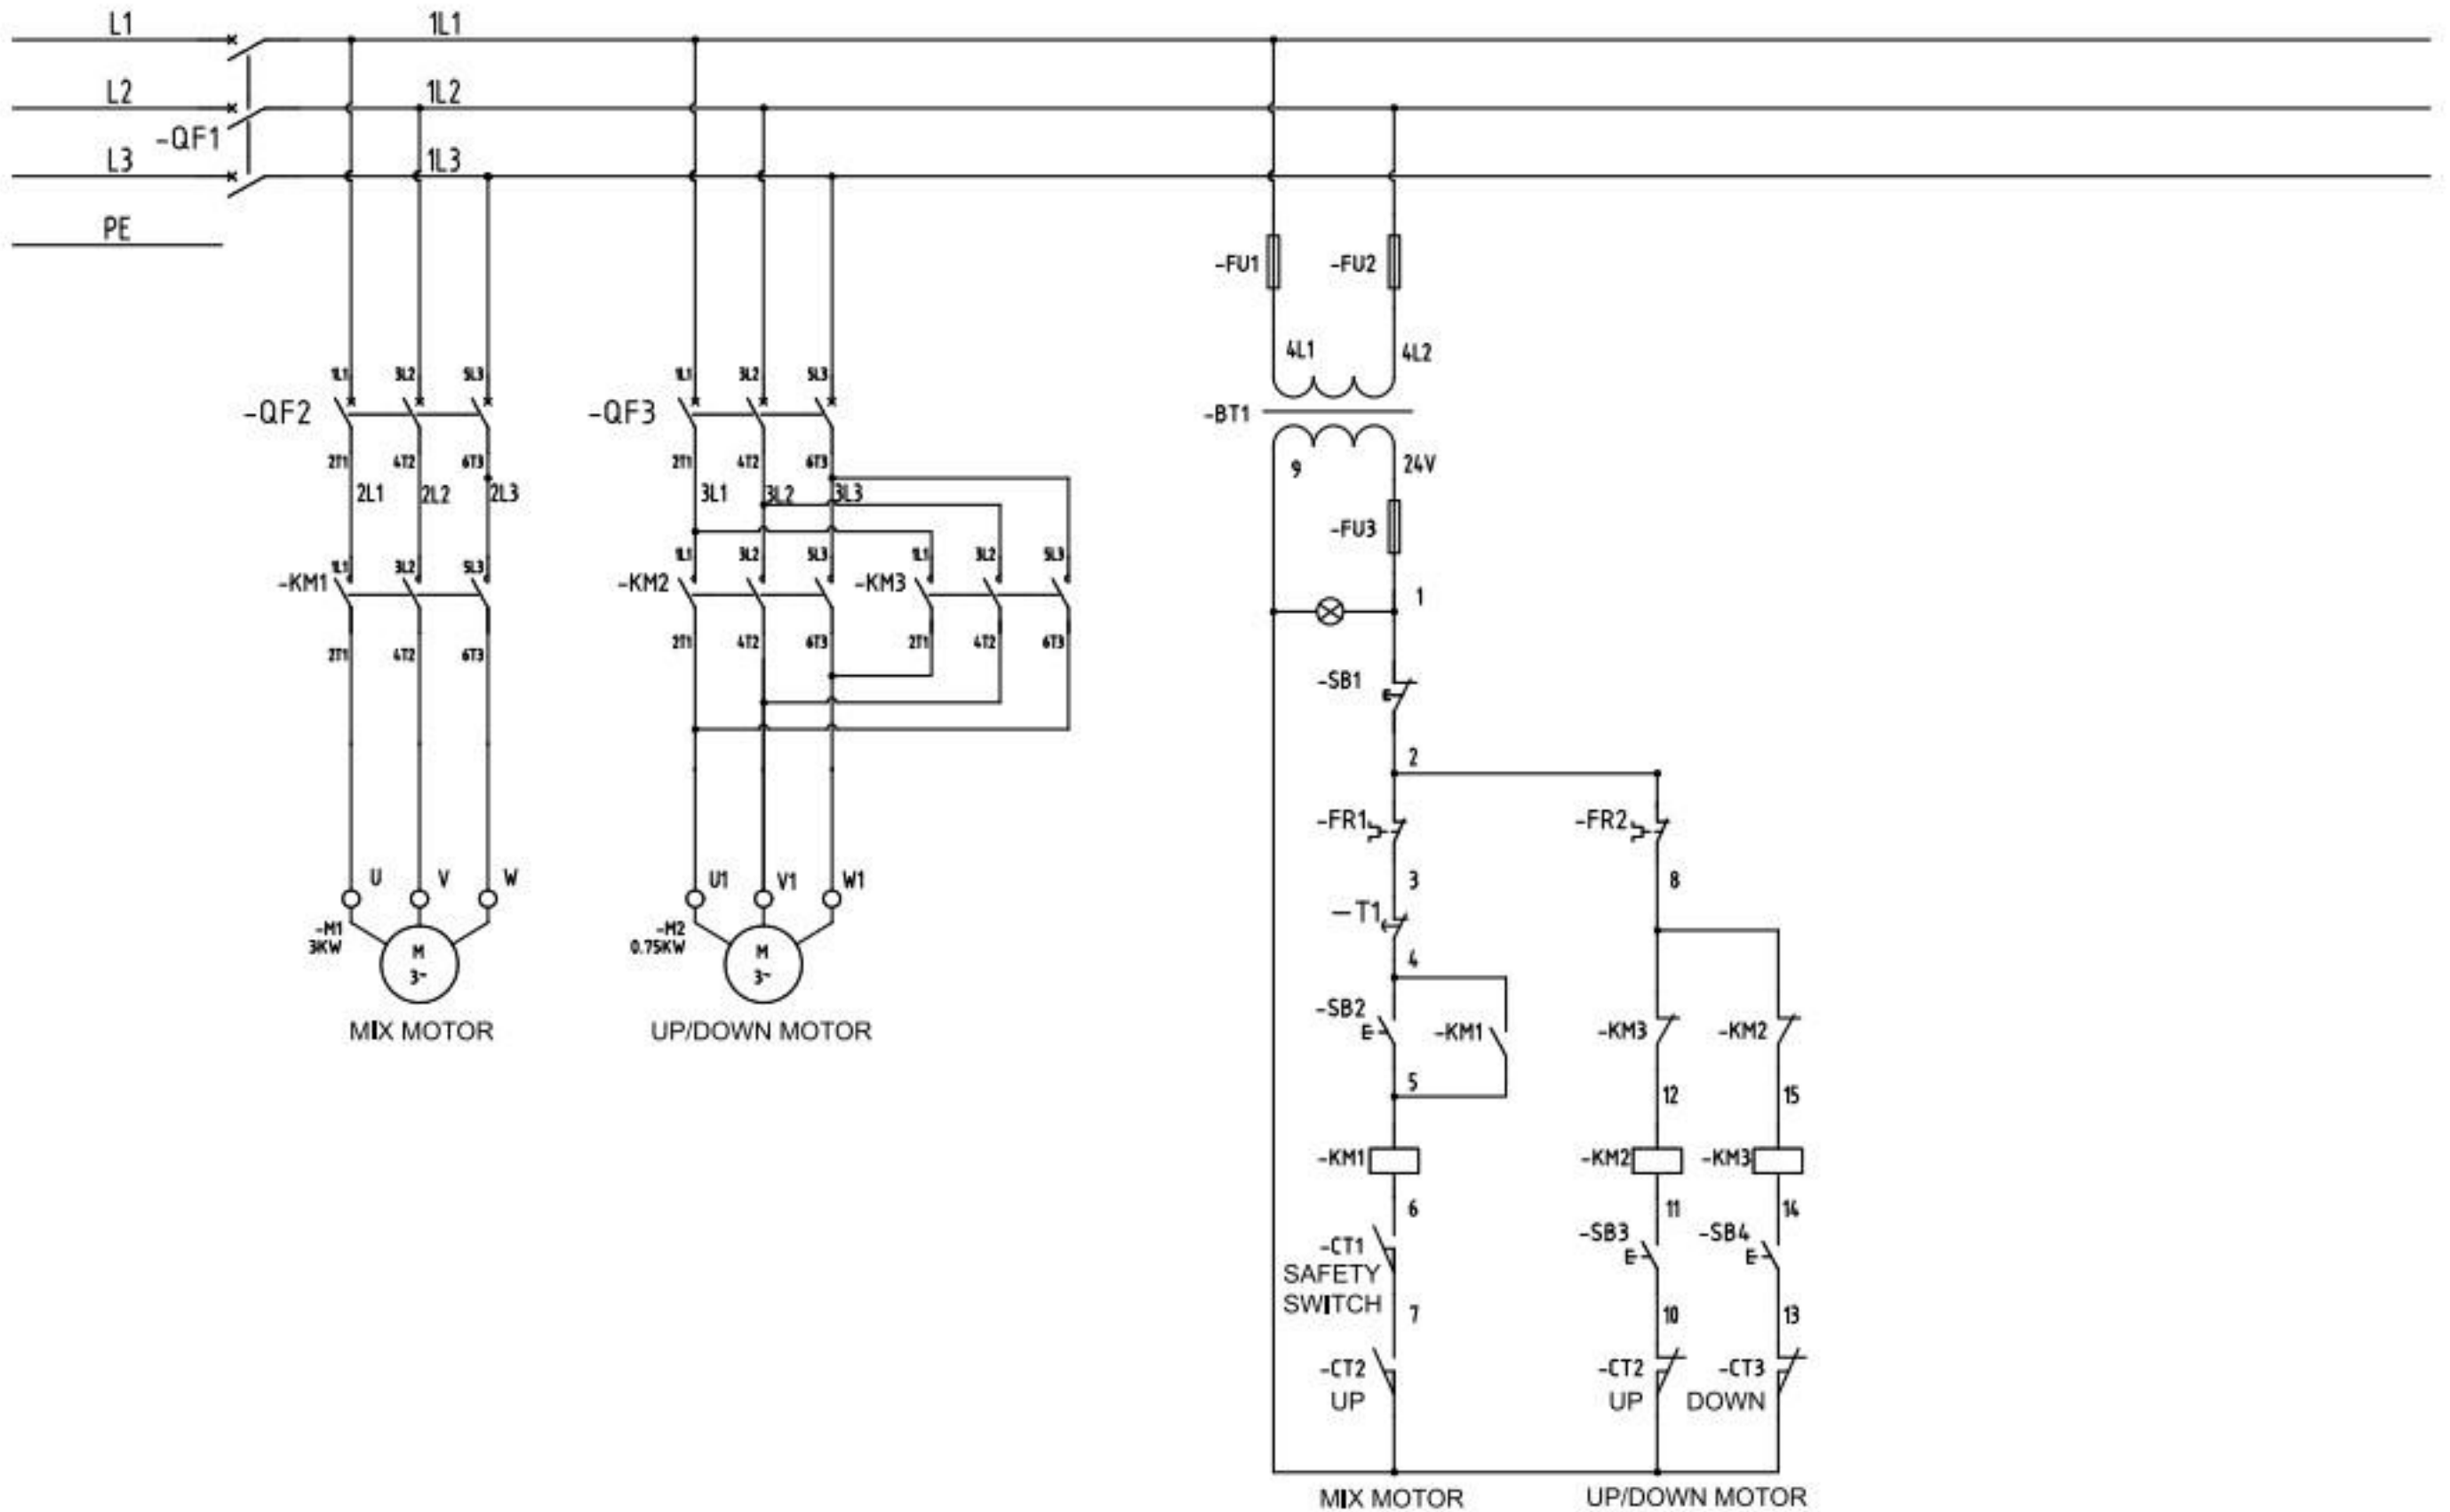 L1 1L1
L2 1L2
-QF1
L3 1L3
PE
-FU1 -FU2
4L1 4L2
1L1 3L2 5L3 1L1 3L2 5L3
-QF2 -QF3 -BT1
2T1 4T2 6T3 2T1 4T2 6T3 9 24V
2L1 2L2 2L3 3L1 3L2 3L3
-FU3
1L1 3L2 5L3 1L1 3L2 5L3 1L1 3L2 5L3
-KM1 -KM2 -KM3 1
2T1 4T2 6T3 2T1 4T2 6T3 2T1 4T2 6T3
-SB1
2
-FR1 -FR2
U V W U1 V1 W1 3 8
-T1
-M1 -M2
3KW 0.75KW
M M 4
3~ 3~
-SB2
MIX MOTOR UP/DOWN MOTOR -KM1 -KM3 -KM2
5 12 15
-KM1 -KM2 -KM3
6 11 14
-CT1 -SB3 -SB4
SAFETY
SWITCH 7 10 13
-CT2 -CT2 -CT3
UP UP DOWN
MIX MOTOR UP/DOWN MOTOR